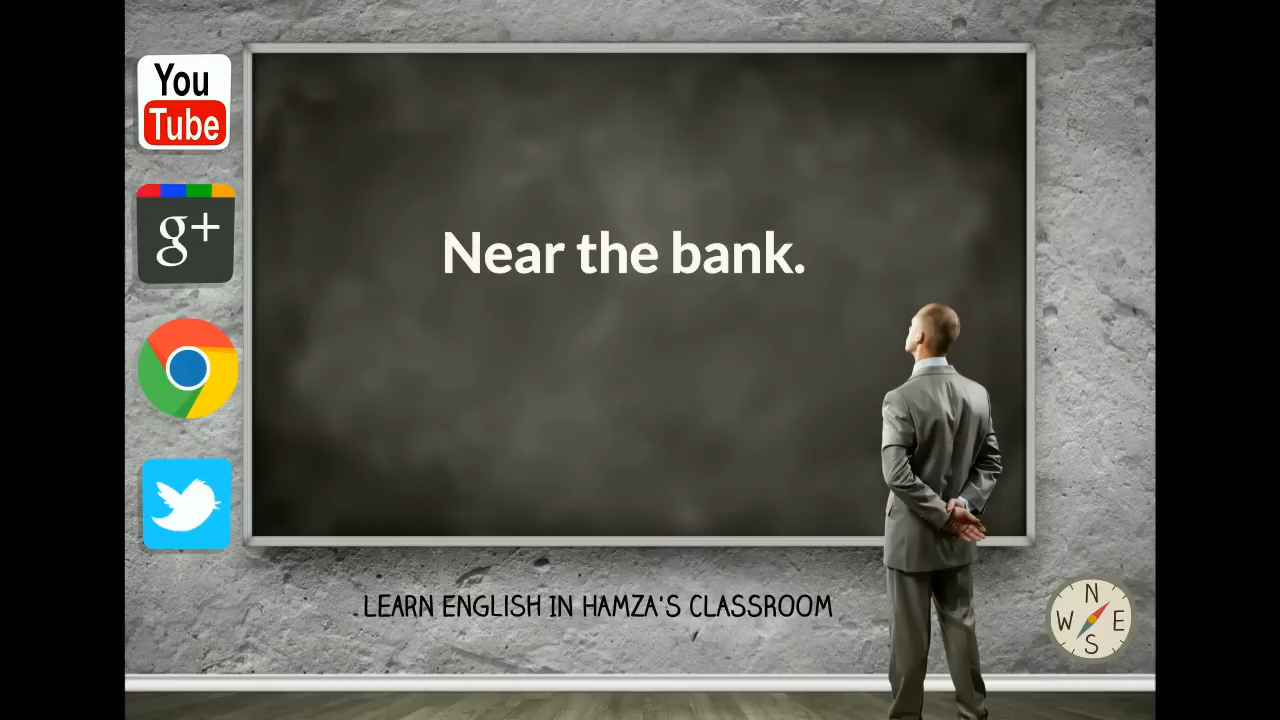 You
Tube
g+
Near the bank.
LEARN ENGLISH IN HAMZA'S CLASSROOM
N
W E
S